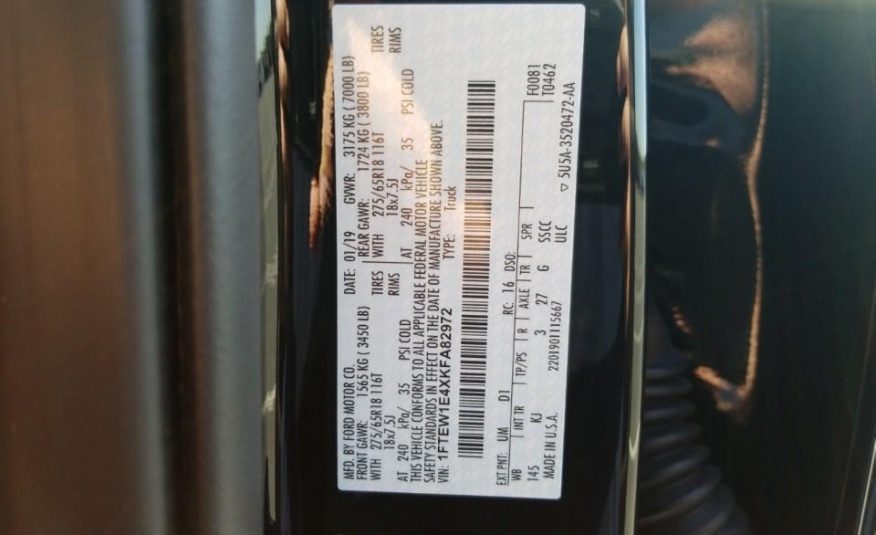 MFD. BY FORD MOTOR CO. DATE: 01/19 GVWR: 3175 KG ( 7000 LB)
FRONT GAWR: 1565 KG ( 3450 LB) REAR GAWR: 1724 KG ( 3800 LB)
WITH 275/65R18 116T TIRES WITH 275/65R18 116T TIRES
18x7.5J RIMS 18x7.5J RIMS
AT 240 kPa/ 35 PSI COLD AT 240 kPa/ 35 PSI COLD
THIS VEHICLE CONFORMS TO ALL APPLICABLE FEDERAL MOTOR VEHICLE
SAFETY STANDARDS IN EFFECT ON THE DATE OF MANUFACTURE SHOWN ABOVE.
VIN: 1FTEW1E4XKFA82972 TYPE: Truck
EXT PNT: UM D1 RC: 16 DSO: F0081
WB INT TR TP/PS R AXLE TR SPR T0462
145 KJ 3 27 G SSCC
MADE IN U.S.A. 2201901115667 ULC ▽ 5U5A-3520472-AA